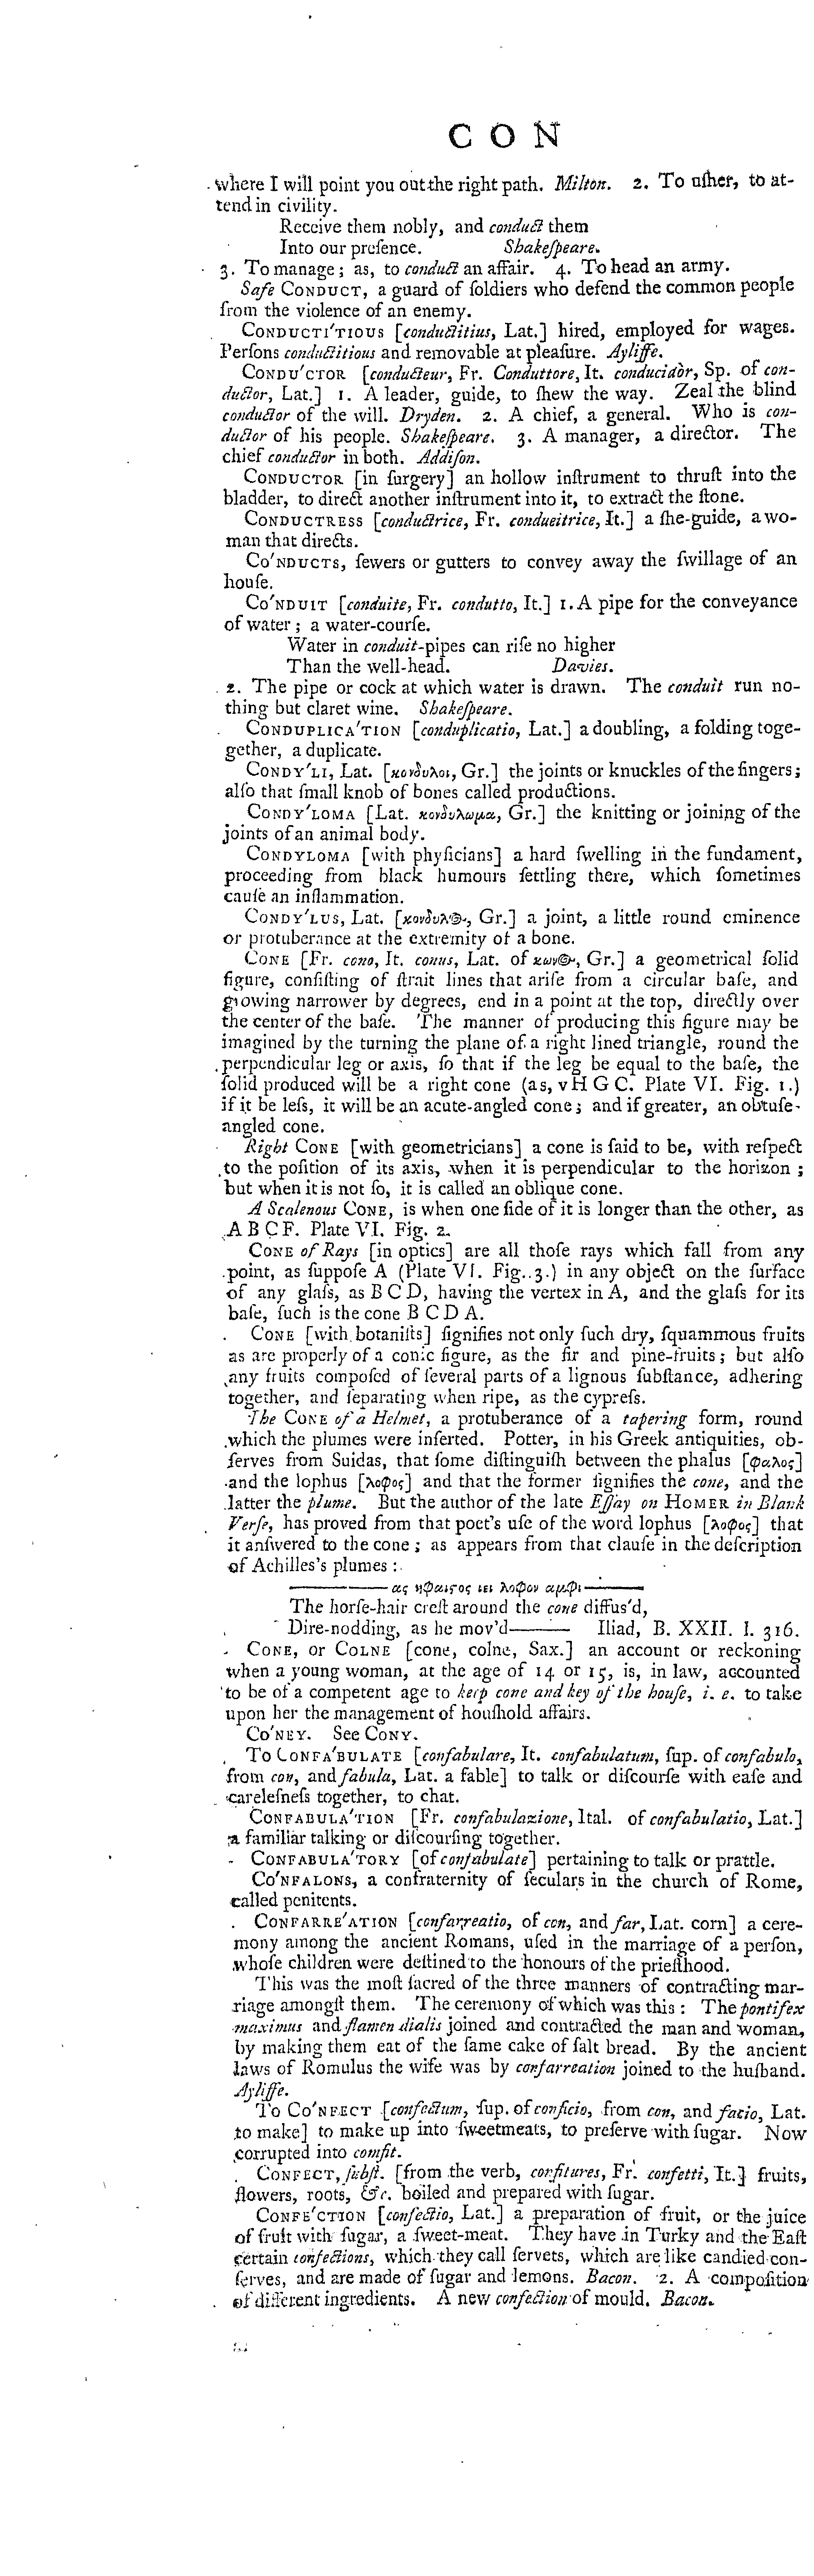 CON
where I will point you out the right path. Milton. 2. To uſher, to at-
tend in civility.
Receive them nobly, and conduct them
Into our preſence. Shakeſpeare.
3. To manage; as, to conduct an affair. 4. To head an army.
Safe CONDUCT, a guard of ſoldiers who defend the common people
from the violence of an enemy.
CONDUCTI'TIOUS [conductitius, Lat.] hired, employed for wages.
Perſons conductitious and removable at pleaſure. Ayliffe.
CONDU'CTOR [conducteur, Fr. Conduttore, It. conducidòr, Sp. of con-
ductor, Lat.] 1. A leader, guide, to ſhew the way. Zeal the blind
conductor of the will. Dryden. 2. A chief, a general. Who is con-
ductor of his people. Shakeſpeare. 3. A manager, a director. The
chief conductor in both. Addiſon.
CONDUCTOR [in ſurgery] an hollow inſtrument to thruſt into the
bladder, to direct another inſtrument into it, to extract the ſtone.
CONDUCTRESS [conductrice, Fr. condueitrice, It.] a ſhe-guide, a wo-
man that directs.
CO'NDUCTS, ſewers or gutters to convey away the ſwillage of an
houſe.
CO'NDUIT [conduite, Fr. condutto, It.] 1. A pipe for the conveyance
of water; a water-courſe.
Water in conduit-pipes can riſe no higher
Than the well-head. Davies.
2. The pipe or cock at which water is drawn. The conduit run no-
thing but claret wine. Shakeſpeare.
CONDUPLICA'TION [conduplicatio, Lat.] a doubling, a folding toge-
gether, a duplicate.
CONDY'LI, Lat. [κονδυλοι, Gr.] the joints or knuckles of the fingers;
alſo that ſmall knob of bones called productions.
CONDY'LOMA [Lat. κονδυλωμα, Gr.] the knitting or joining of the
joints of an animal body.
CONDYLOMA [with phyſicians] a hard ſwelling in the fundament,
proceeding from black humours ſettling there, which ſometimes
cauſe an inflammation.
CONDY'LUS, Lat. [κονδυλ☉, Gr.] a joint, a little round eminence
or protuberance at the extremity of a bone.
CONE [Fr. cono, It. conus, Lat. of κων☉, Gr.] a geometrical ſolid
figure, conſiſting of ſtrait lines that ariſe from a circular baſe, and
growing narrower by degrees, end in a point at the top, directly over
the center of the baſe. The manner of producing this figure may be
imagined by the turning the plane of a right lined triangle, round the
perpendicular leg or axis, ſo that if the leg be equal to the baſe, the
ſolid produced will be a right cone (as, v H G C. Plate VI. Fig. 1.)
if it be leſs, it will be an acute-angled cone; and if greater, an obtuſe-
angled cone.
Right CONE [with geometricians] a cone is ſaid to be, with reſpect
to the poſition of its axis, when it is perpendicular to the horizon;
but when it is not ſo, it is called an oblique cone.
A Scalenous CONE, is when one ſide of it is longer than the other, as
A B C F. Plate VI. Fig. 2.
CONE of Rays [in optics] are all thoſe rays which fall from any
point, as ſuppoſe A (Plate VI. Fig. 3.) in any object on the ſurface
of any glaſs, as B C D, having the vertex in A, and the glaſs for its
baſe, ſuch is the cone B C D A.
CONE [with botaniſts] ſignifies not only ſuch dry, ſquammous fruits
as are properly of a conic figure, as the fir and pine-fruits; but alſo
any fruits compoſed of ſeveral parts of a lignous ſubſtance, adhering
together, and ſeparating when ripe, as the cypreſs.
The CONE of a Helmet, a protuberance of a tapering form, round
which the plumes were inſerted. Potter, in his Greek antiquities, ob-
ſerves from Suidas, that ſome diſtinguiſh between the phalus [φαλος]
and the lophus [λοφος] and that the former ſignifies the cone, and the
latter the plume. But the author of the late Eſſay on HOMER in Blank
Verſe, has proved from that poet's uſe of the word lophus [λοφος] that
it anſwered to the cone; as appears from that clauſe in the deſcription
of Achilles's plumes:
———— ας ηφαιςος ιει λοφον αμφι ———
The horſe-hair creſt around the cone diffus'd,
Dire-nodding, as he mov'd——— Iliad, B. XXII. l. 316.
CONE, or COLNE [cone, colne, Sax.] an account or reckoning
when a young woman, at the age of 14 or 15, is, in law, accounted
to be of a competent age to keep cone and key of the houſe, i. e. to take
upon her the management of houſhold affairs.
CO'NEY. See CONY.
To CONFA'BULATE [confabulare, It. confabulatum, ſup. of confabulo,
from con, and fabula, Lat. a fable] to talk or diſcourſe with eaſe and
careleſneſs together, to chat.
CONFABULA'TION [Fr. confabulazione, Ital. of confabulatio, Lat.]
a familiar talking or diſcourſing together.
CONFABULA'TORY [of confabulate] pertaining to talk or prattle.
CO'NFALONS, a confraternity of ſeculars in the church of Rome,
called penitents.
CONFARRE'ATION [confarreatio, of con, and far, Lat. corn] a cere-
mony among the ancient Romans, uſed in the marriage of a perſon,
whoſe children were deſtined to the honours of the prieſthood.
This was the moſt ſacred of the three manners of contracting mar-
riage amongſt them. The ceremony of which was this: The pontifex
maximus and flamen dialis joined and contracted the man and woman,
by making them eat of the ſame cake of ſalt bread. By the ancient
laws of Romulus the wife was by confarreation joined to the huſband.
Ayliffe.
To CO'NFECT [confectum, ſup. of conficio, from con, and facio, Lat.
to make] to make up into ſweetmeats, to preſerve with ſugar. Now
corrupted into comfit.
CONFECT, ſubſt. [from the verb, confitures, Fr. confetti, It.] fruits,
flowers, roots, &c. boiled and prepared with ſugar.
CONFE'CTION [confectio, Lat.] a preparation of fruit, or the juice
of fruit with ſugar, a ſweet-meat. They have in Turky and the Eaſt
certain confections, which they call ſervets, which are like candied con-
ſerves, and are made of ſugar and lemons. Bacon. 2. A compoſition
of different ingredients. A new confection of mould. Bacon.